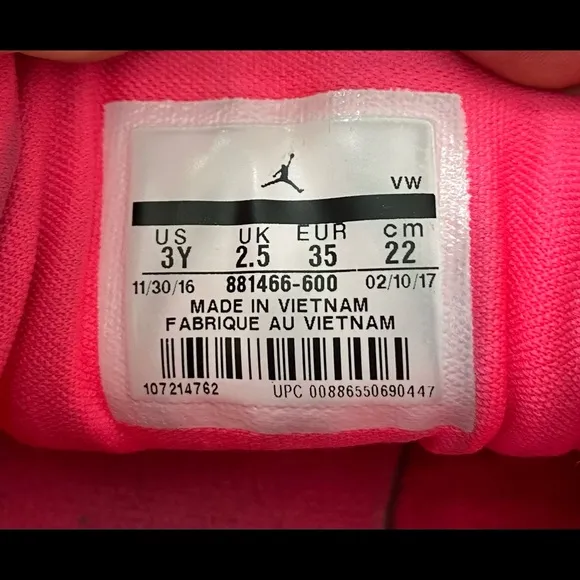 VW
US UK EUR cm
3Y 2.5 35 22
11/30/16 881466-600 02/10/17
MADE IN VIETNAM
FABRIQUE AU VIETNAM
107214762 UPC 00886550690447